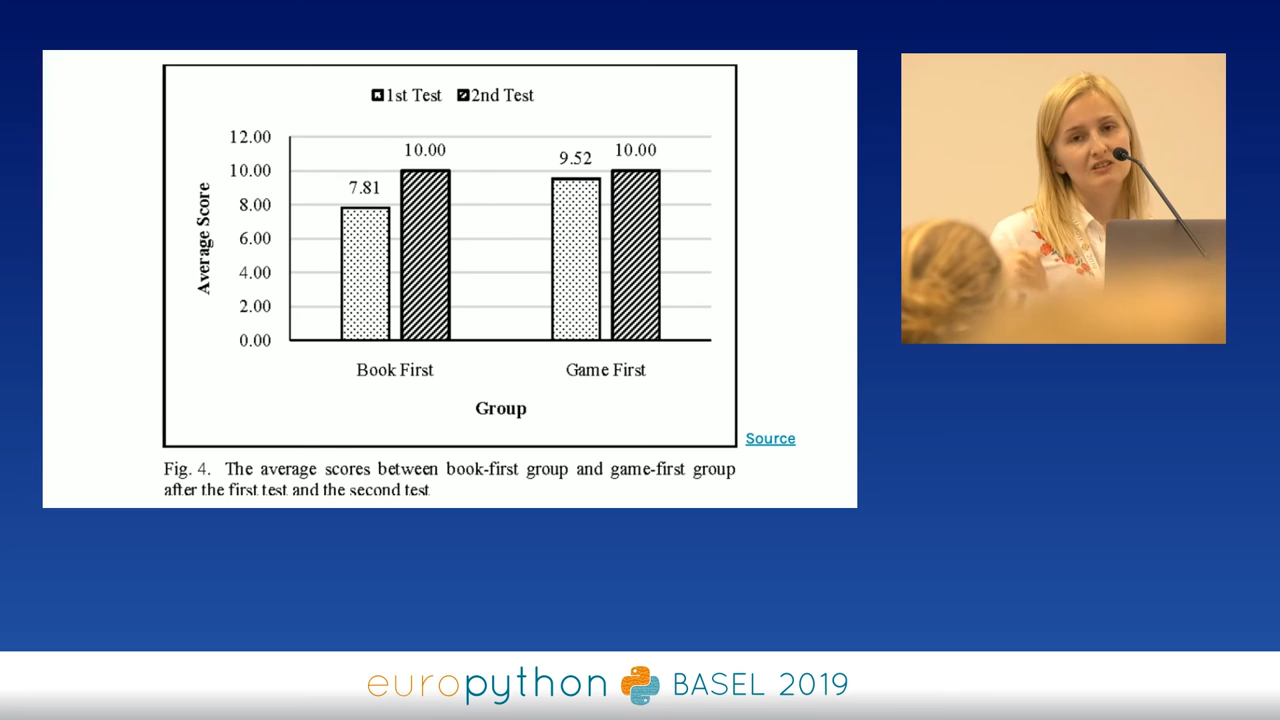 1st Test 2nd Test
12.00
10.00
8.00
6.00
4.00
2.00
0.00
Average Score
7.81
10.00
9.52
10.00
Book First
Game First
Group
Source
Fig. 4. The average scores between book-first group and game-first group
after the first test and the second test
europython BASEL 2019